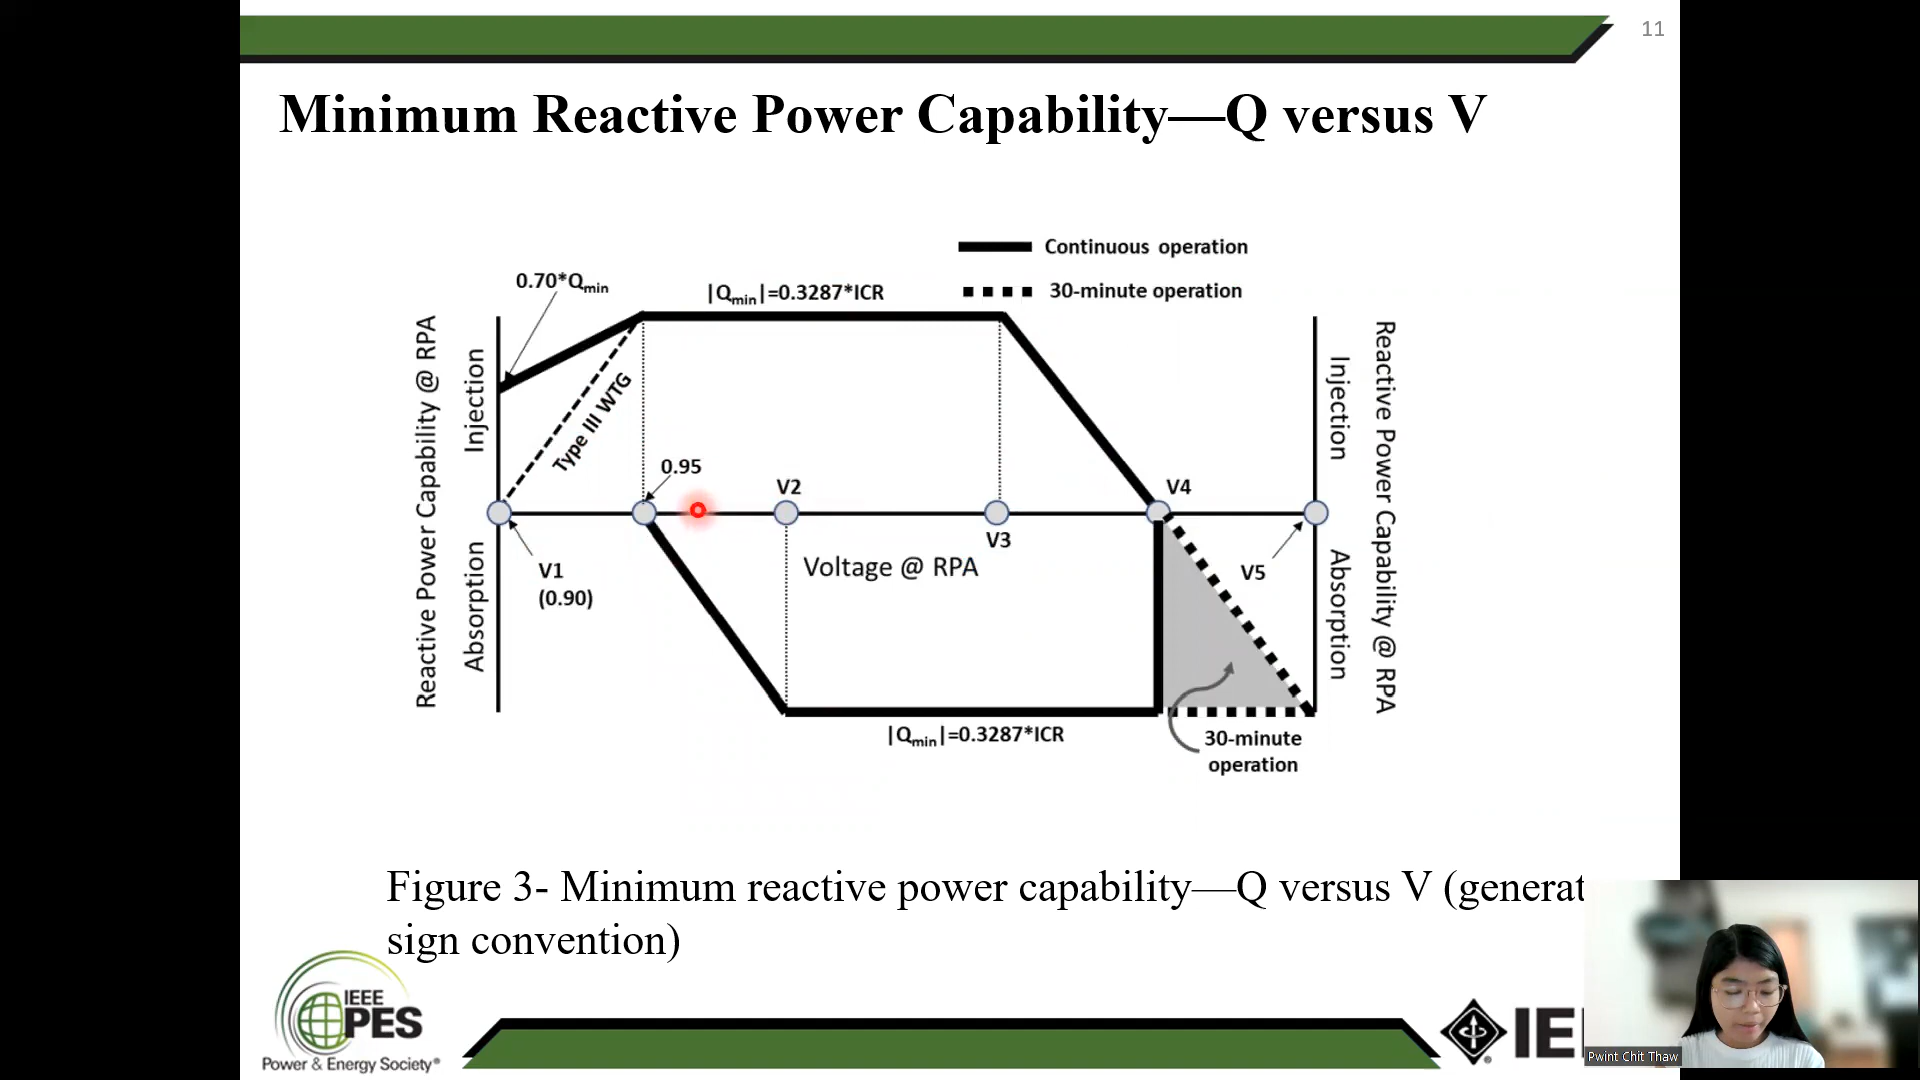 11
Minimum Reactive Power Capability—Q versus V
Continuous operation
30-minute operation
0.70*Qmin
|Qmin|=0.3287*ICR
Reactive Power Capability @ RPA
Injection
Absorption
Type III WTG
0.95
V2
V4
V3
V1
(0.90)
Voltage @ RPA
V5
Injection
Absorption
Reactive Power Capability @ RPA
|Qmin|=0.3287*ICR
30-minute
operation
Figure 3- Minimum reactive power capability—Q versus V (generat
sign convention)
IEEE
PES
Power & Energy Society®
IE
Pwint Chit Thaw